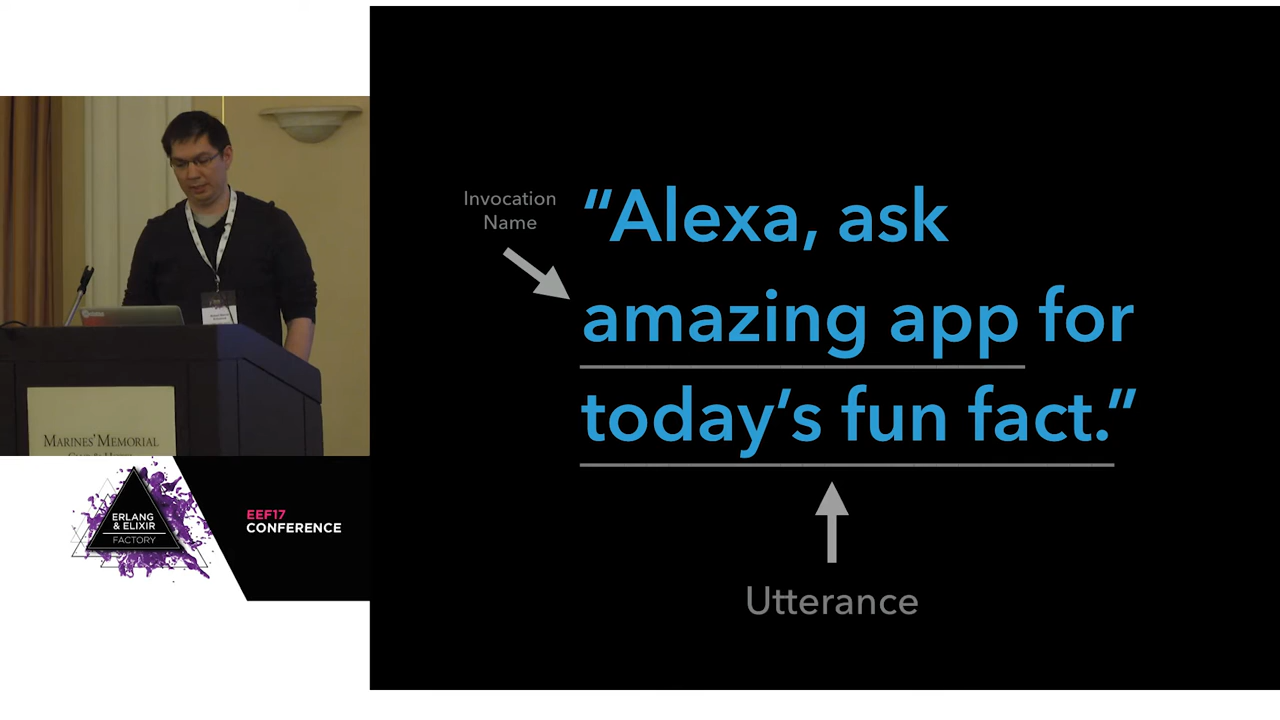 Invocation
Name
“Alexa, ask
amazing app for
today’s fun fact.”
Utterance
MARINES’ MEMORIAL
ERLANG
& ELIXIR
FACTORY
EEF17
CONFERENCE